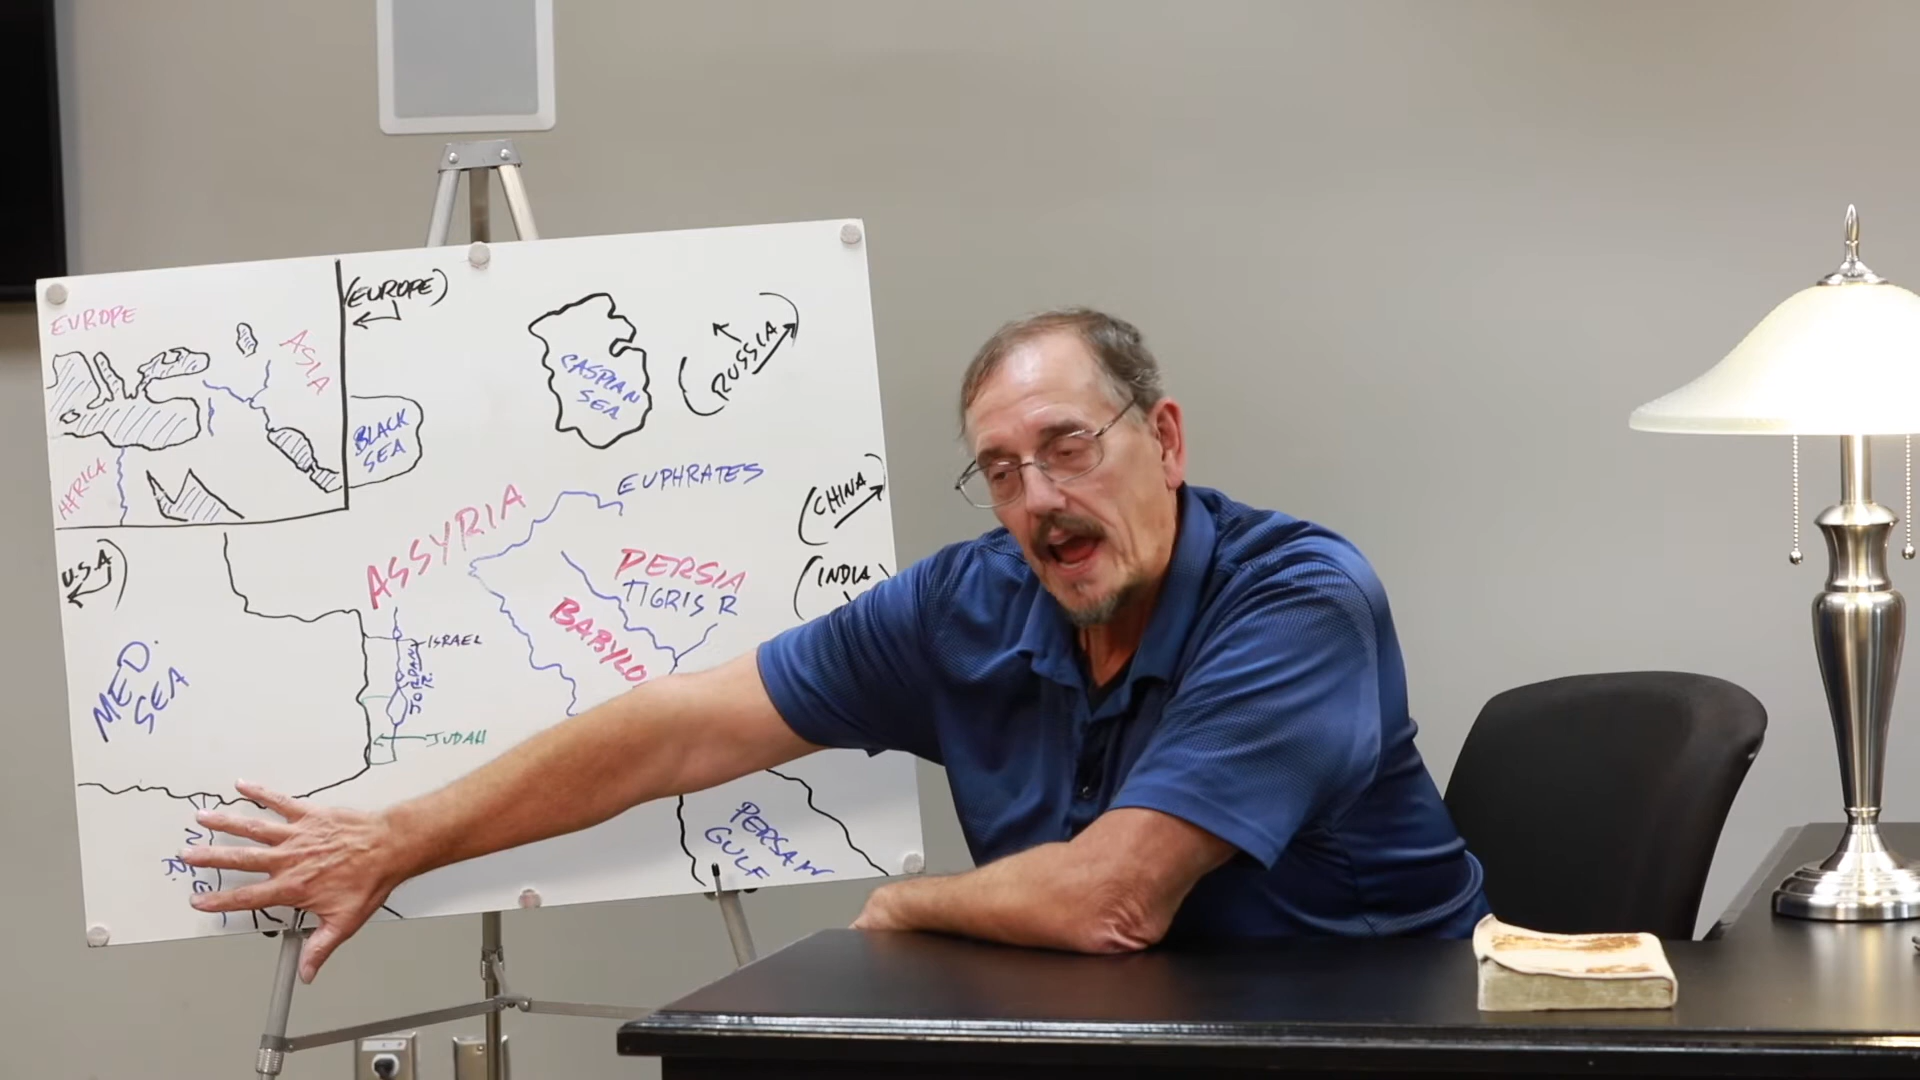 EUROPE
ASIA
AFRICA
(EUROPE)
BLACK
SEA
CASPIAN
SEA
(RUSSIA)
EUPHRATES
(CHINA)
(INDIA
U.S.A)
ASSYRIA
PERSIA
TIGRIS R
BABYLO
ISRAEL
JORDAN
R.
JUDAH
MED.
SEA
NILE
R.
PERSIAN
GULF